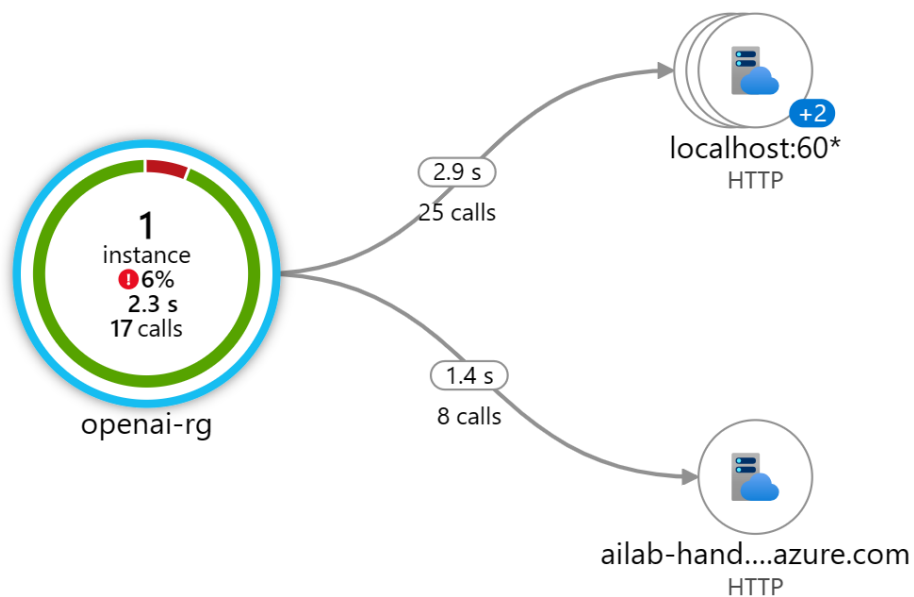 1
instance
6%
2.3 s
17 calls
openai-rg
2.9 s
25 calls
+2
localhost:60*
HTTP
1.4 s
8 calls
ailab-hand....azure.com
HTTP